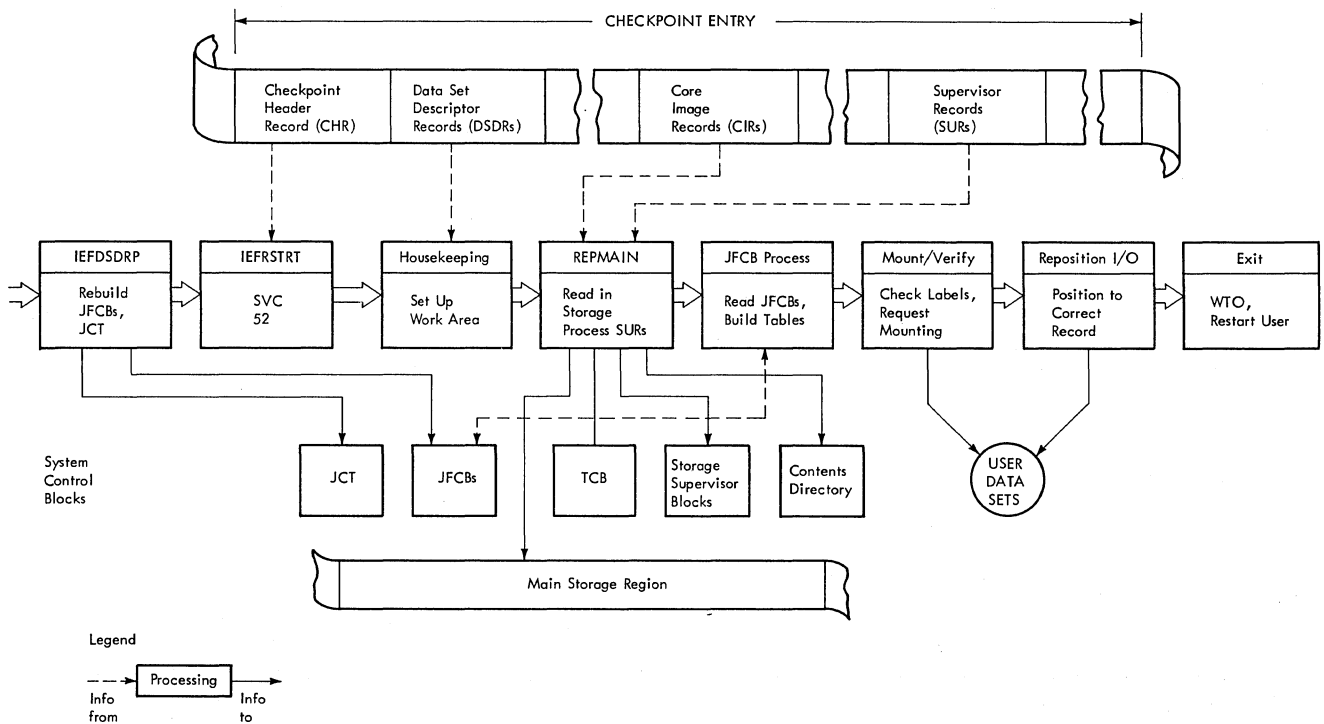 CHECKPOINT ENTRY
Checkpoint
Header
Record (CHR)
Data Set
Descriptor
Records (DSDRs)
Core
Image
Records (CIRs)
Supervisor
Records
(SURs)
IEFDSDRP
Rebuild
JFCBs,
JCT
IEFRSTRT
SVC
52
Housekeeping
Set Up
Work Area
REPMAIN
Read in
Storage
Process SURs
JFCB Process
Read JFCBs,
Build Tables
Mount/Verify
Check Labels,
Request
Mounting
Reposition I/O
Position to
Correct
Record
Exit
WTO,
Restart User
System
Control
Blocks
JCT
JFCBs
TCB
Storage
Supervisor
Blocks
Contents
Directory
USER
DATA
SETS
Main Storage Region
Legend
Processing
Info
from
Info
to